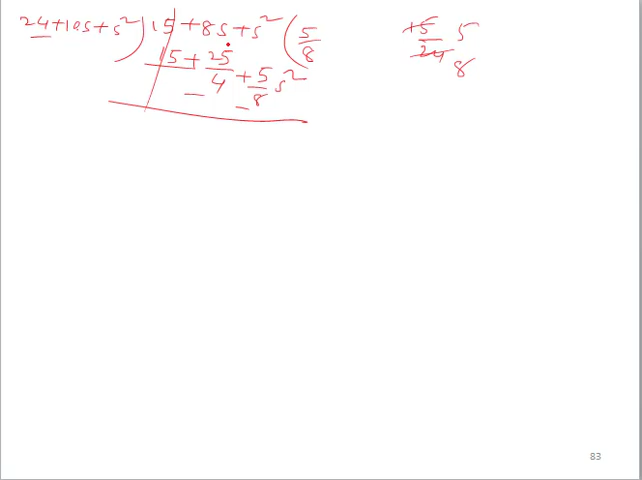 24+10s+s²) 15 +8s+s² (5/8
15 + 25/4 + 5/8 s²
— —
15/24 5/8
83